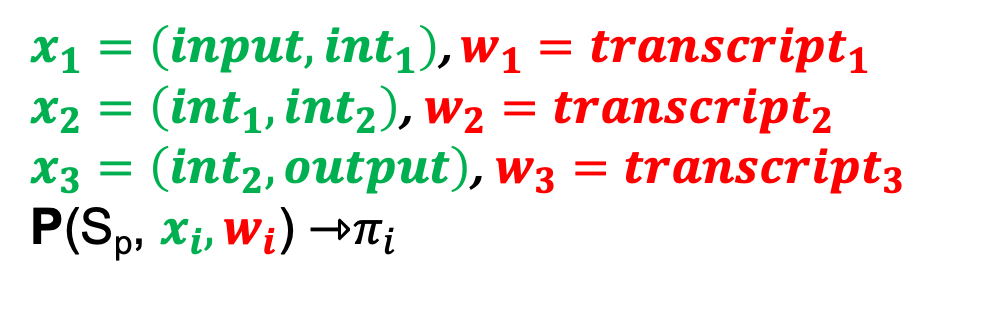 x₁ = (input, int₁), w₁ = transcript₁
x₂ = (int₁, int₂), w₂ = transcript₂
x₃ = (int₂, output), w₃ = transcript₃
P(Sₚ, xᵢ, wᵢ) →πᵢ